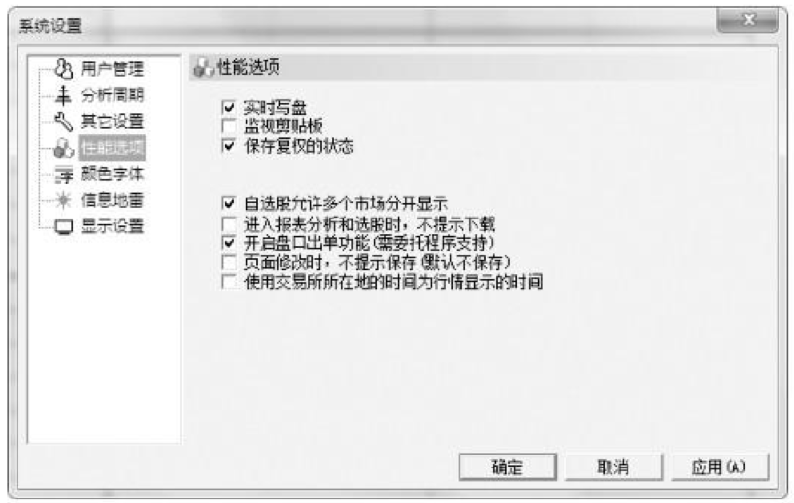 系统设置
用户管理
分析周期
其它设置
性能选项
颜色字体
信息地雷
显示设置
性能选项
实时写盘
监视剪贴板
保存复权的状态
自选股允许多个市场分开显示
进入报表分析和选股时，不提示下载
开启盘口出单功能(需委托程序支持)
页面修改时，不提示保存(默认不保存)
使用交易所所在地的时间为行情显示的时间
确定
取消
应用(A)